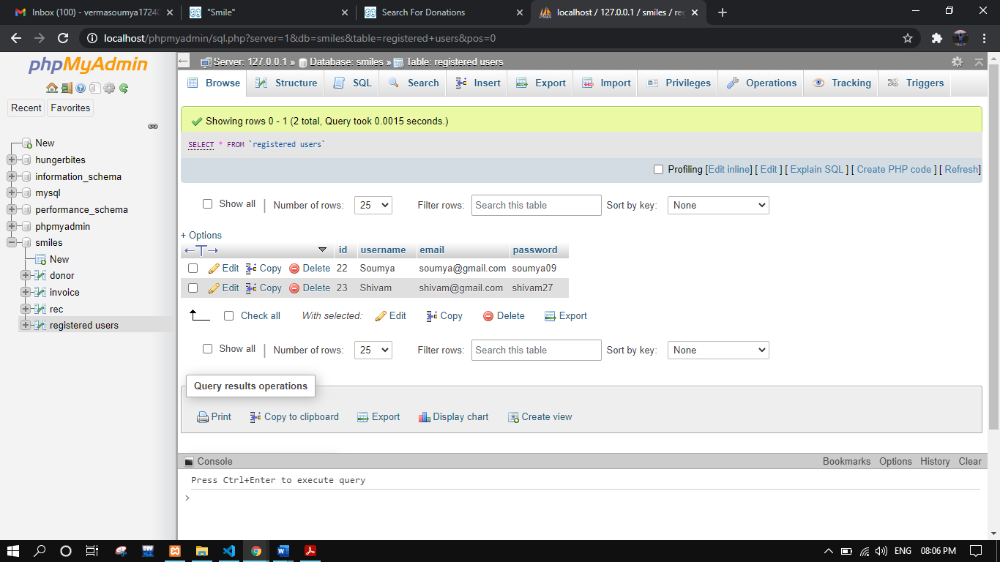 Inbox (100) - vermasoumya1724
"Smile"
Search For Donations
localhost / 127.0.0.1 / smiles / reg
localhost/phpmyadmin/sql.php?server=1&db=smiles&table=registered+users&pos=0
phpMyAdmin
Recent Favorites
New
hungerbites
information_schema
mysql
performance_schema
phpmyadmin
smiles
New
donor
invoice
rec
registered users
Server: 127.0.0.1 » Database: smiles » Table: registered users
Browse Structure SQL Search Insert Export Import Privileges Operations Tracking Triggers
Showing rows 0 - 1 (2 total, Query took 0.0015 seconds.)
SELECT * FROM `registered users`
Profiling [Edit inline] [ Edit ] [ Explain SQL ] [ Create PHP code ] [ Refresh]
Show all | Number of rows: 25 Filter rows: Search this table Sort by key: None
+ Options
id username email password
Edit Copy Delete 22 Soumya soumya@gmail.com soumya09
Edit Copy Delete 23 Shivam shivam@gmail.com shivam27
Check all With selected: Edit Copy Delete Export
Show all | Number of rows: 25 Filter rows: Search this table Sort by key: None
Query results operations
Print Copy to clipboard Export Display chart Create view
Console Bookmarks Options History Clear
Press Ctrl+Enter to execute query
>
ENG 08:06 PM